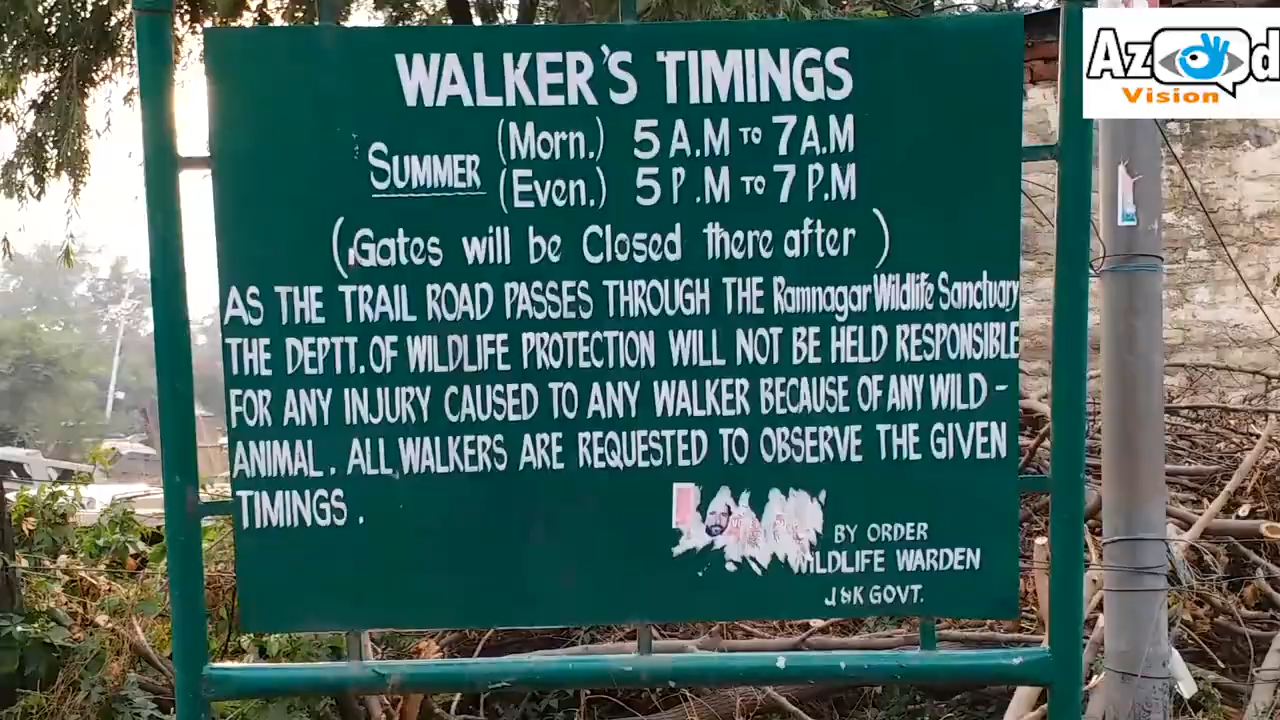 WALKER'S TIMINGS
SUMMER (Morn.) 5 A.M TO 7 A.M
(Even.) 5 P.M TO 7 P.M
(Gates will be Closed there after)
AS THE TRAIL ROAD PASSES THROUGH THE Ramnagar Wildlife Sanctuary
THE DEPTT. OF WILDLIFE PROTECTION WILL NOT BE HELD RESPONSIBLE
FOR ANY INJURY CAUSED TO ANY WALKER BECAUSE OF ANY WILD -
ANIMAL. ALL WALKERS ARE REQUESTED TO OBSERVE THE GIVEN
TIMINGS.
BY ORDER
WILDLIFE WARDEN
J&K GOVT.
Az d
Vision